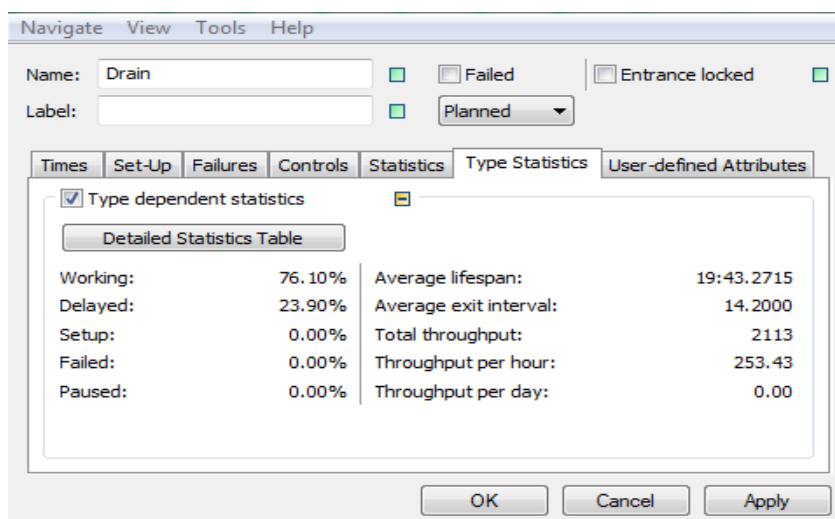 Navigate View Tools Help
Name: Drain Failed Entrance locked
Label: Planned
Times Set-Up Failures Controls Statistics Type Statistics User-defined Attributes
Type dependent statistics
Detailed Statistics Table
Working: 76.10% Average lifespan: 19:43.2715
Delayed: 23.90% Average exit interval: 14.2000
Setup: 0.00% Total throughput: 2113
Failed: 0.00% Throughput per hour: 253.43
Paused: 0.00% Throughput per day: 0.00
OK Cancel Apply